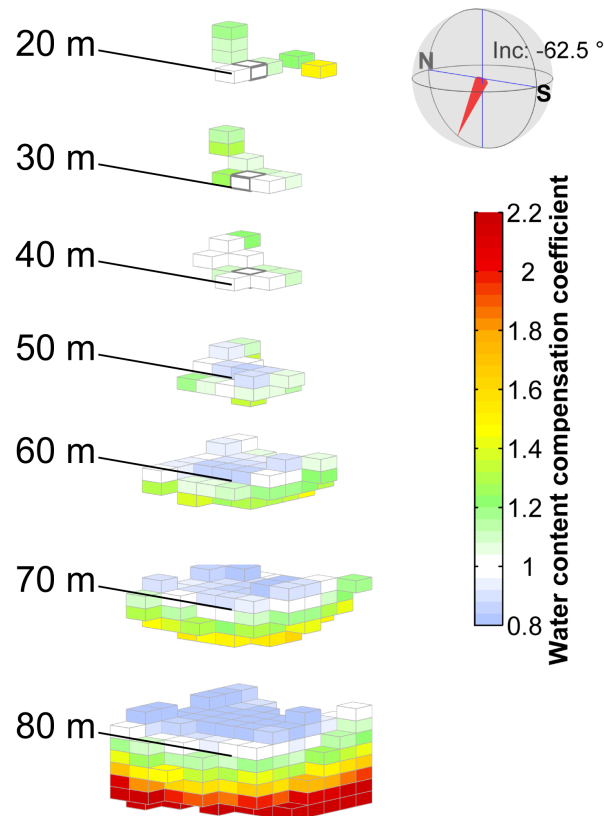 20 m
30 m
40 m
50 m
60 m
70 m
80 m
Inc: -62.5 °
N
S
2.2
2
1.8
1.6
1.4
1.2
1
0.8
Water content compensation coefficient